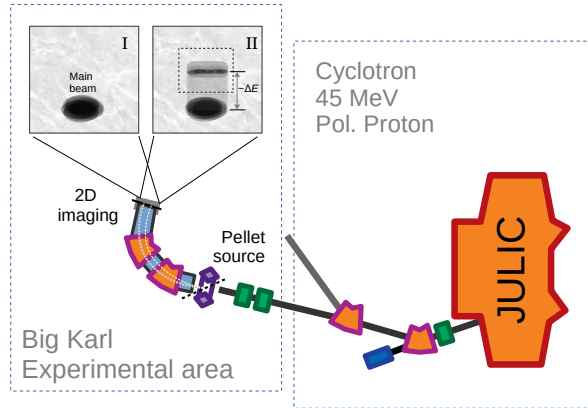 I
II
Main
beam
~ΔE
2D
imaging
Pellet
source
Big Karl
Experimental area
Cyclotron
45 MeV
Pol. Proton
JULIC